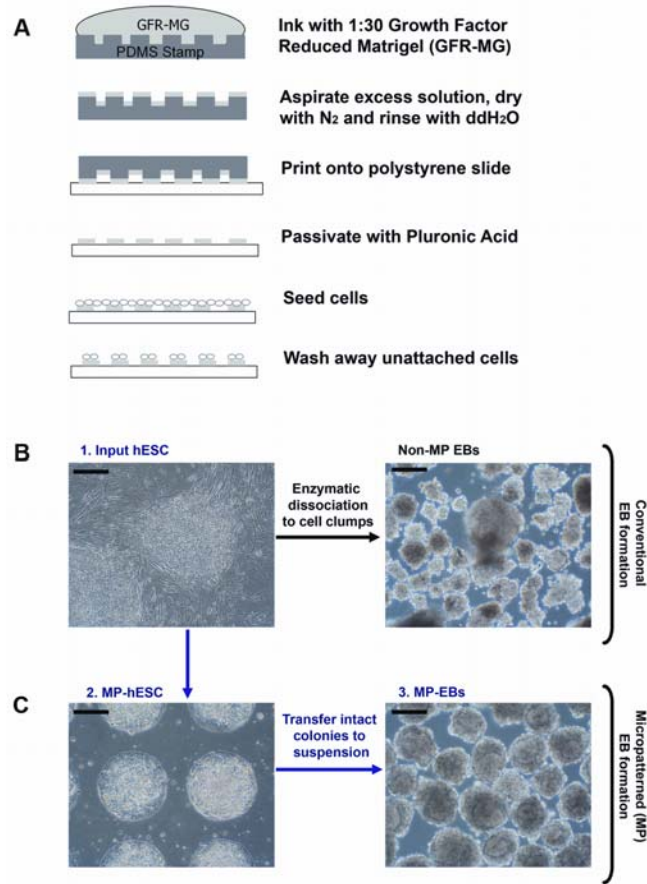 A
GFR-MG
PDMS Stamp
Ink with 1:30 Growth Factor
Reduced Matrigel (GFR-MG)
Aspirate excess solution, dry
with N2 and rinse with ddH2O
Print onto polystyrene slide
Passivate with Pluronic Acid
Seed cells
Wash away unattached cells
B
1. Input hESC
Enzymatic
dissociation
to cell clumps
Non-MP EBs
Conventional
EB formation
C
2. MP-hESC
Transfer intact
colonies to
suspension
3. MP-EBs
Micropatterned (MP)
EB formation